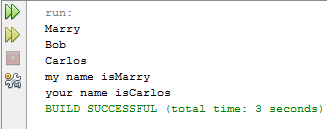 run:
Marry
Bob
Carlos
my name isMarry
your name isCarlos
BUILD SUCCESSFUL (total time: 3 seconds)